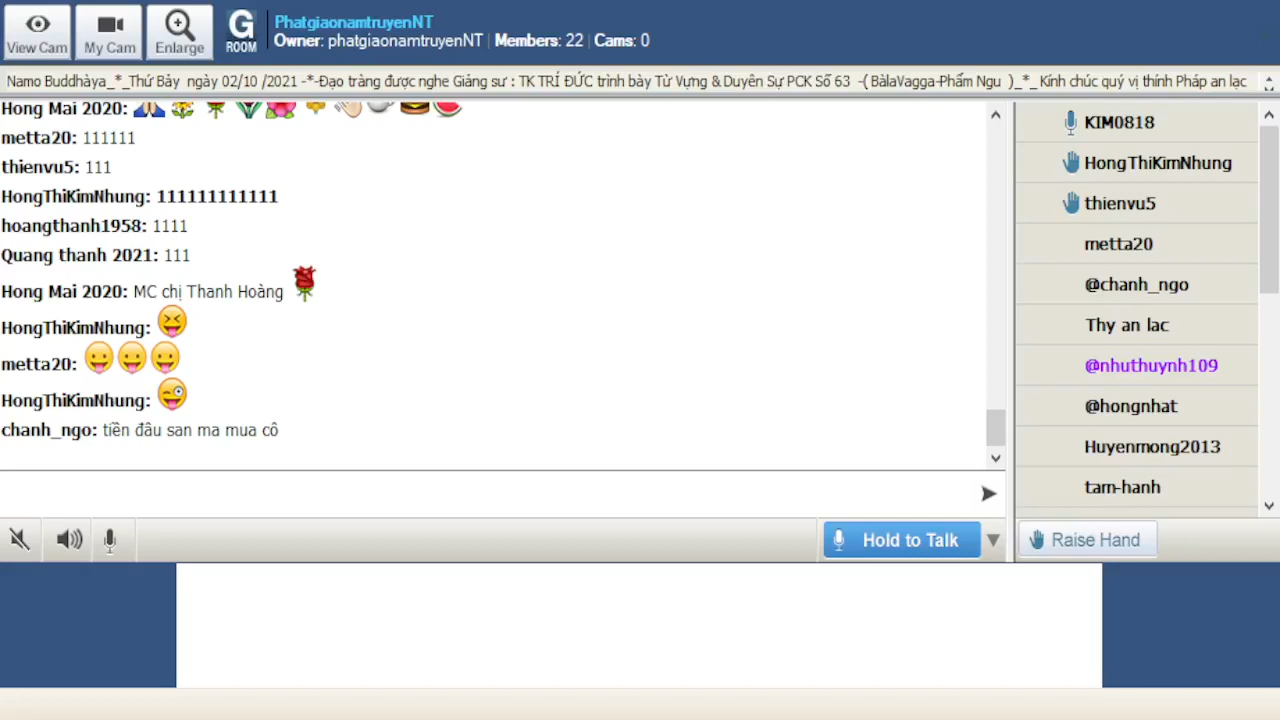 View Cam
My Cam
Enlarge
G
ROOM
PhatgiaonamtruyenNT
Owner: phatgiaonamtruyenNT | Members: 22 | Cams: 0
Namo Buddhàya_*_Thứ Bảy ngày 02/10 /2021 -*-Đạo tràng được nghe Giảng sư : TK TRÍ ĐỨC trình bày Từ Vựng & Duyên Sự PCK Số 63 -( BàlaVagga-Phẩm Ngu )_*_Kính chúc quý vị thính Pháp an lạc
Hong Mai 2020:
metta20: 111111
thienvu5: 111
HongThiKimNhung: 111111111111
hoangthanh1958: 1111
Quang thanh 2021: 111
Hong Mai 2020: MC chị Thanh Hoàng
HongThiKimNhung:
metta20:
HongThiKimNhung:
chanh_ngo: tiền đâu san ma mua cô
KIM0818
HongThiKimNhung
thienvu5
metta20
@chanh_ngo
Thy an lac
@nhuthuynh109
@hongnhat
Huyenmong2013
tam-hanh
Hold to Talk
Raise Hand